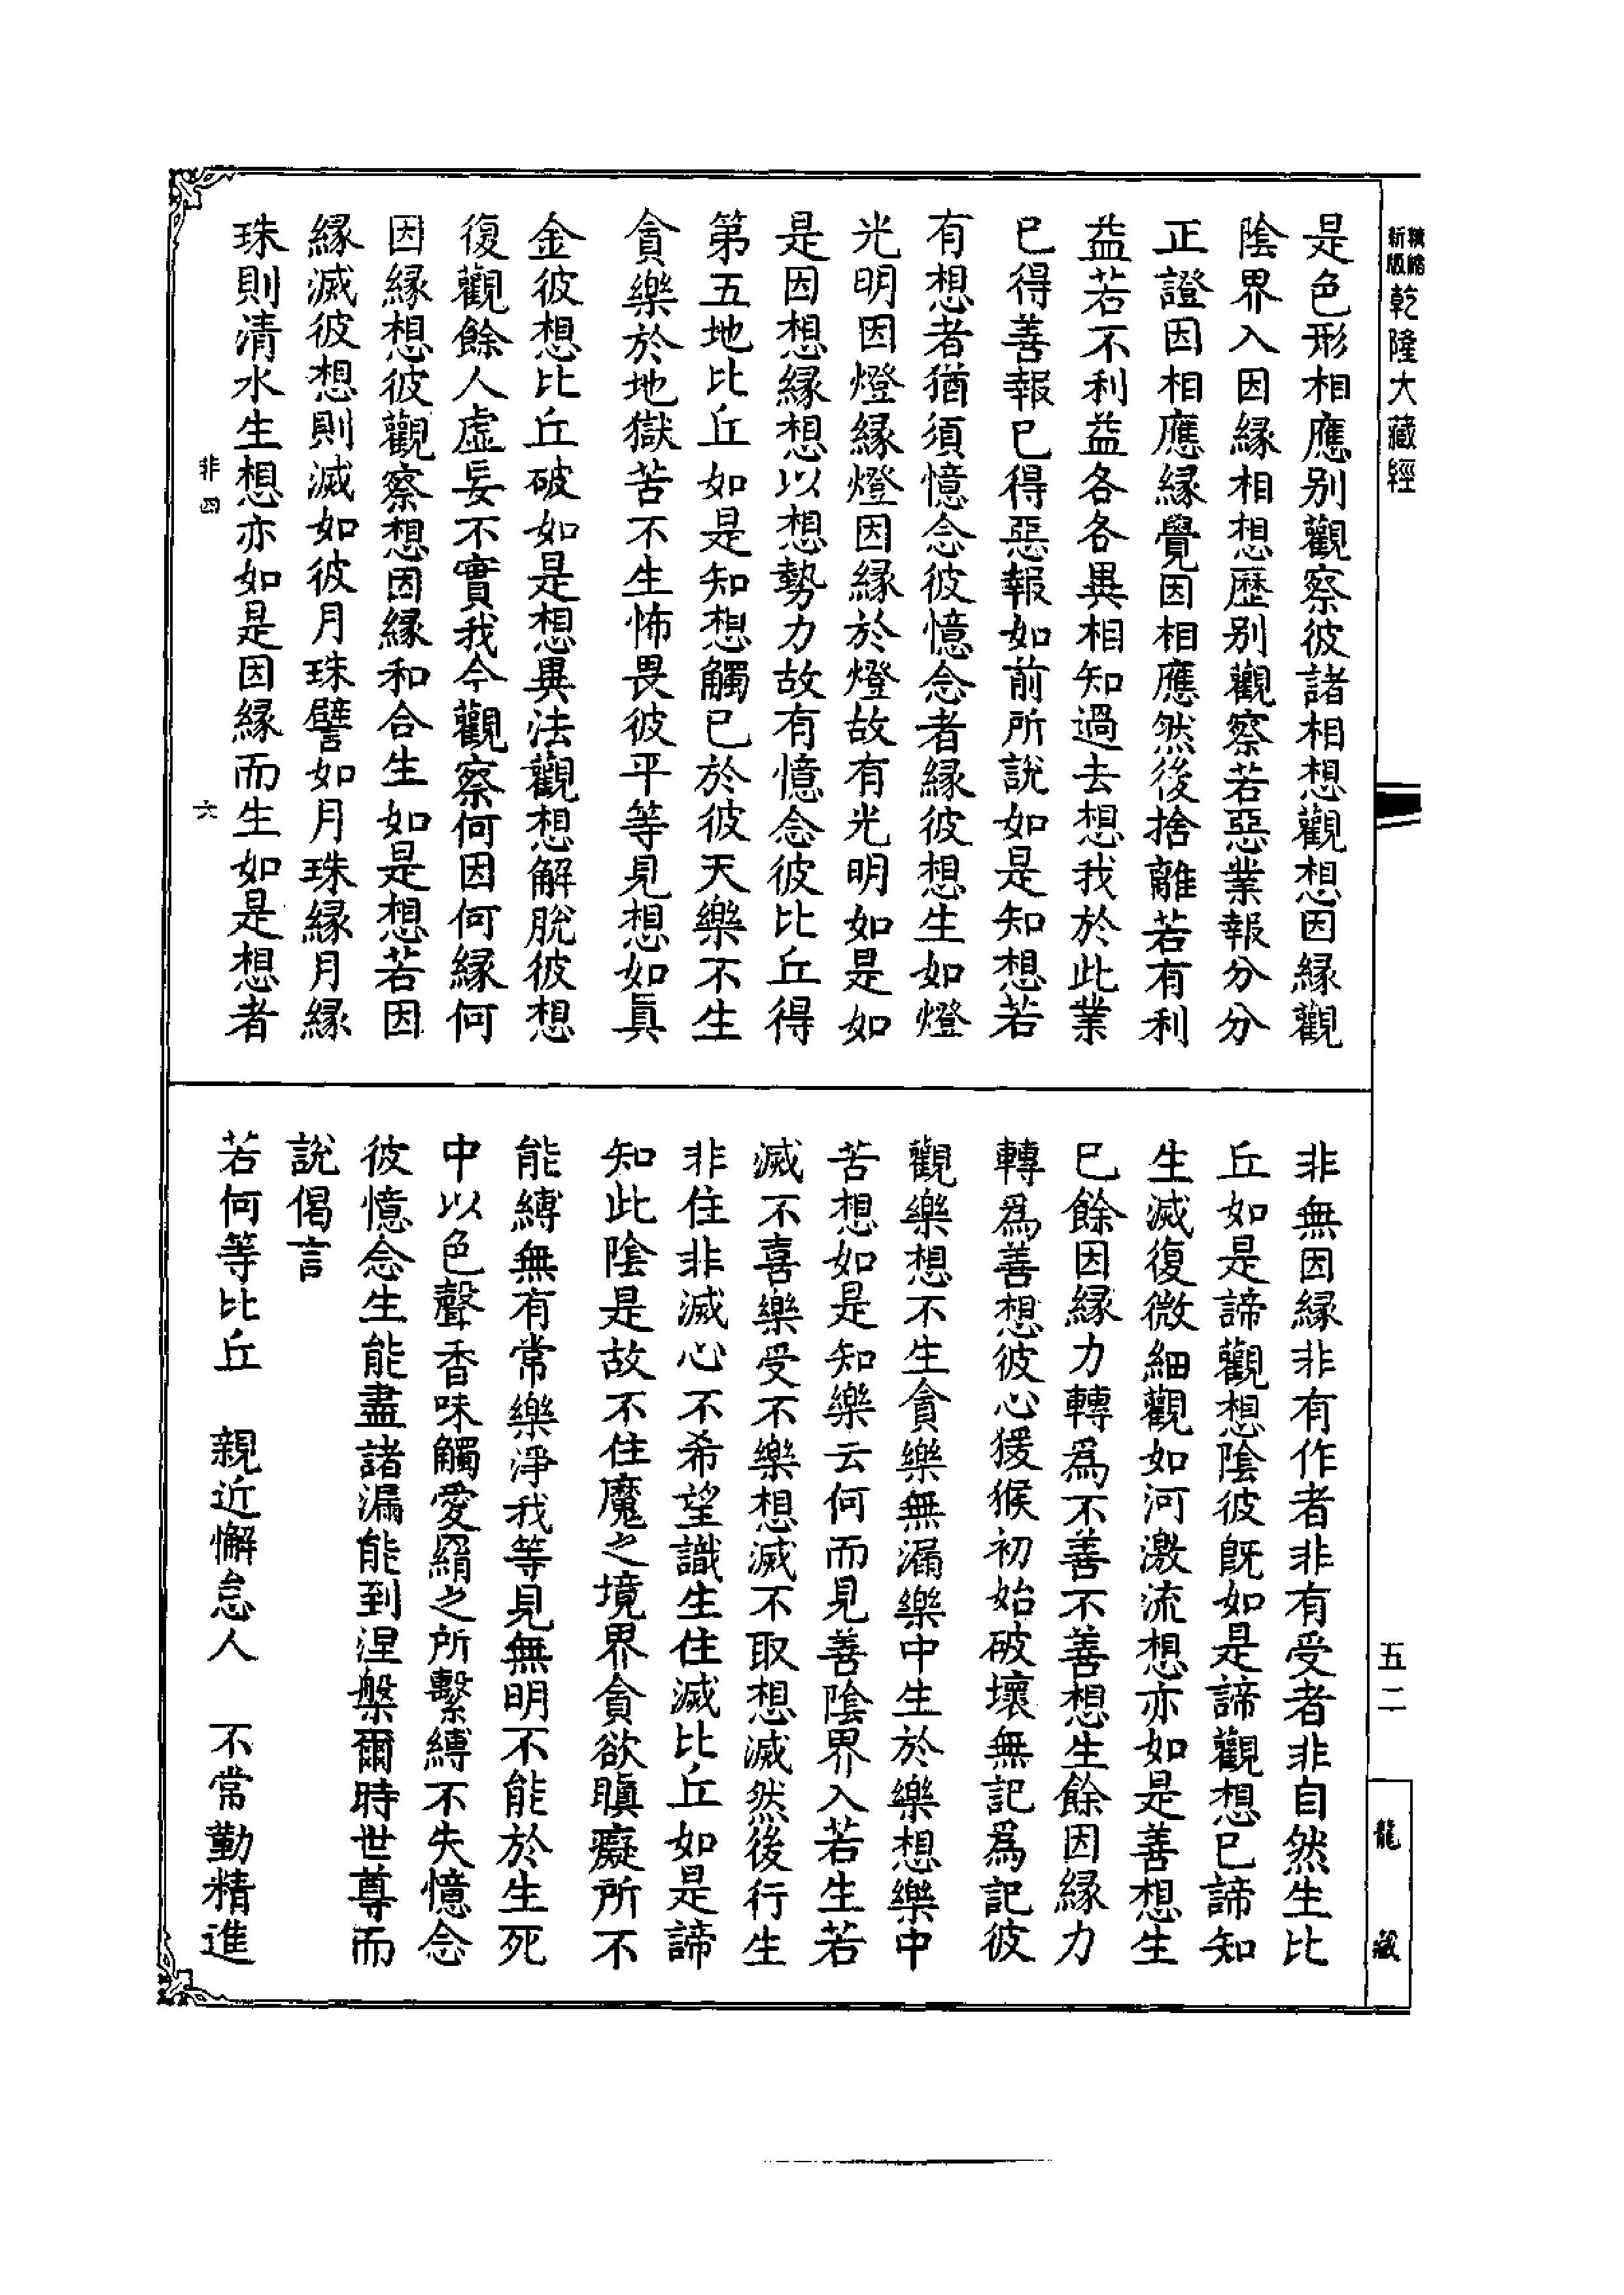 精縮
新版
乾隆大藏經
是色形相應别觀察彼諸相想觀想因緣觀
陰界入因緣相想歷别觀察若惡業報分分
正證因相應緣覺因相應然後捨離若有利
益若不利益各各異相知過去想我於此業
已得善報已得惡報如前所説如是知想若
有想者猶須憶念彼憶念者緣彼想生如燈
光明因燈緣燈因緣於燈故有光明如是如
是因想緣想以想勢力故有憶念彼比丘得
第五地比丘如是知想觸已於彼天樂不生
貪樂於地獄苦不生怖畏彼平等見想如眞
金彼想比丘破如是想異法觀想解脫彼想
復觀餘人虛妄不實我今觀察何因何緣何
因緣想彼觀察想因緣和合生如是想若因
緣滅彼想則滅如彼月珠譬如月珠緣月緣
珠則清水生想亦如是因緣而生如是想者
非四
六
非無因緣非有作者非有受者非自然生比
丘如是諦觀想陰彼既如是諦觀想已諦知
生滅復微細觀如河激流想亦如是善想生
已餘因緣力轉爲不善不善想生餘因緣力
轉爲善想彼心猨猴初始破壞無記爲記彼
觀樂想不生貪樂無漏樂中生於樂想樂中
苦想如是知樂云何而見善陰界入若生若
滅不喜樂受不樂想滅不取想滅然後行生
非住非滅心不希望識生住滅比丘如是諦
知此陰是故不住魔之境界貪欲瞋癡所不
能縛無有常樂淨我等見無明不能於生死
中以色聲香味觸愛羂之所繫縛不失憶念
彼憶念生能盡諸漏能到涅槃爾時世尊而
説偈言
若何等比丘　親近懈怠人　不常勤精進
五二
龍藏